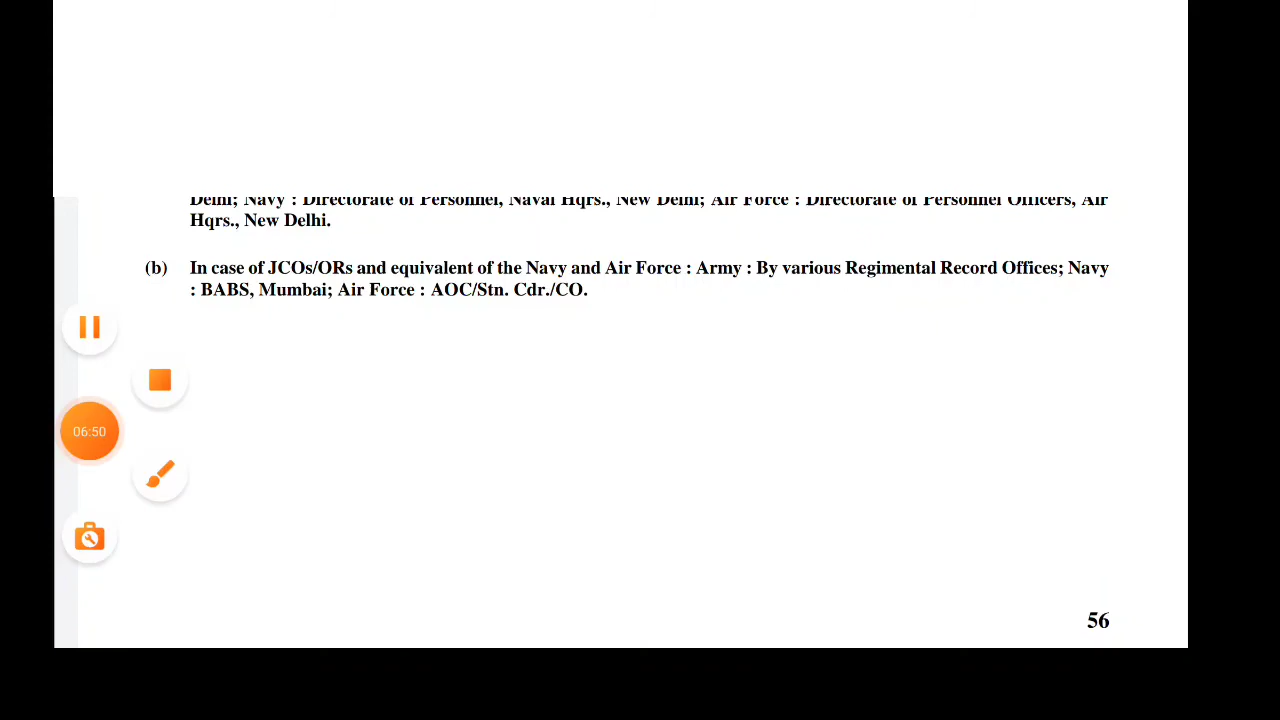 Delhi; Navy : Directorate of Personnel, Naval Hqrs., New Delhi; Air Force : Directorate of Personnel Officers, Air
Hqrs., New Delhi.
(b) In case of JCOs/ORs and equivalent of the Navy and Air Force : Army : By various Regimental Record Offices; Navy
: BABS, Mumbai; Air Force : AOC/Stn. Cdr./CO.
06:50
56